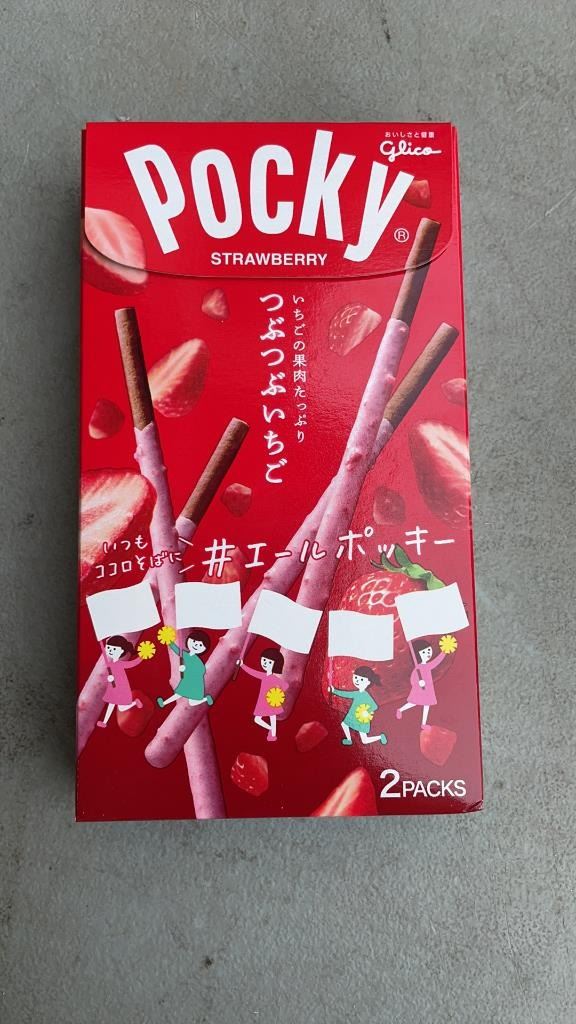 おいしさと健康
Glico
Pocky®
STRAWBERRY
いちごの果肉たっぷり
つぶつぶいちご
いつも
ココロそばに
#エールポッキー
2PACKS